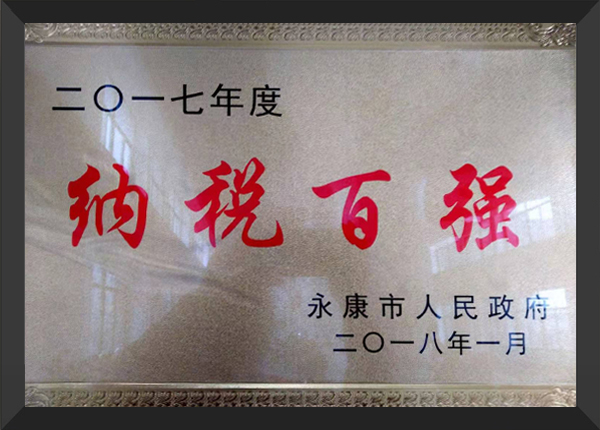 二〇一七年度
纳税百强
永康市人民政府
二〇一八年一月